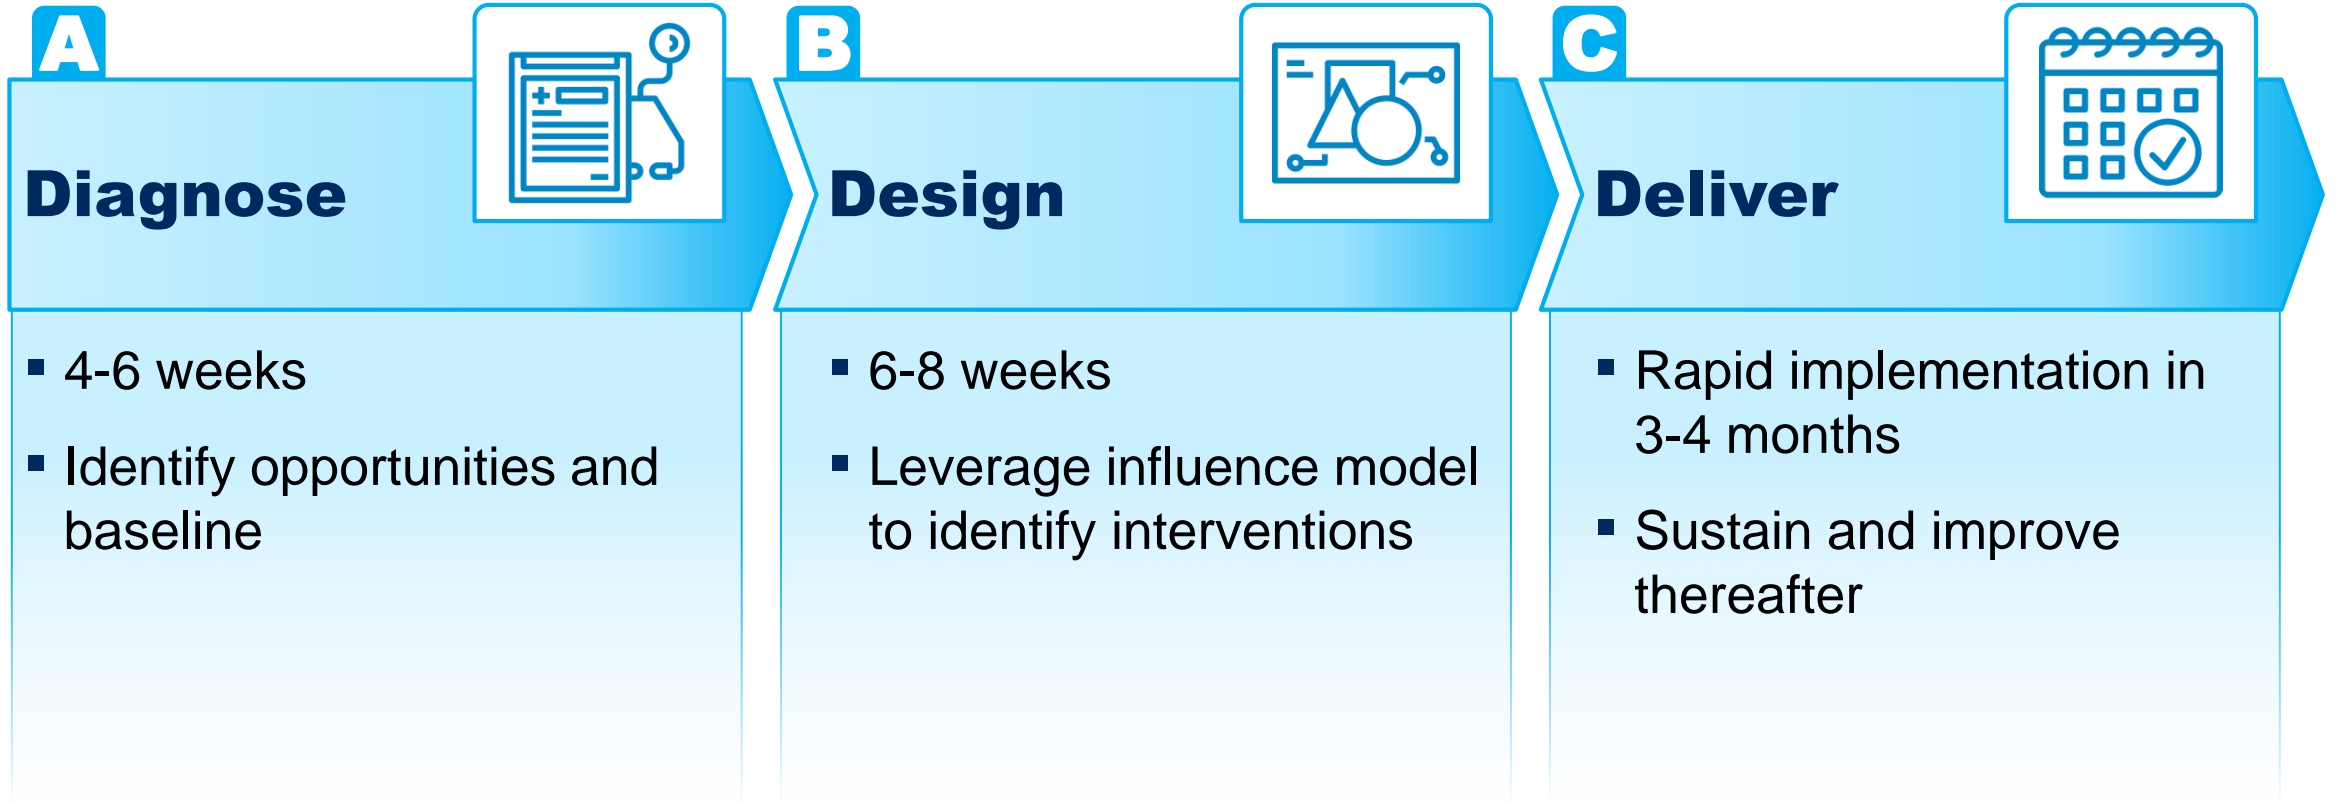 A
Diagnose
▪ 4-6 weeks
▪ Identify opportunities and
baseline
B
Design
▪ 6-8 weeks
▪ Leverage influence model
to identify interventions
C
Deliver
▪ Rapid implementation in
3-4 months
▪ Sustain and improve
thereafter